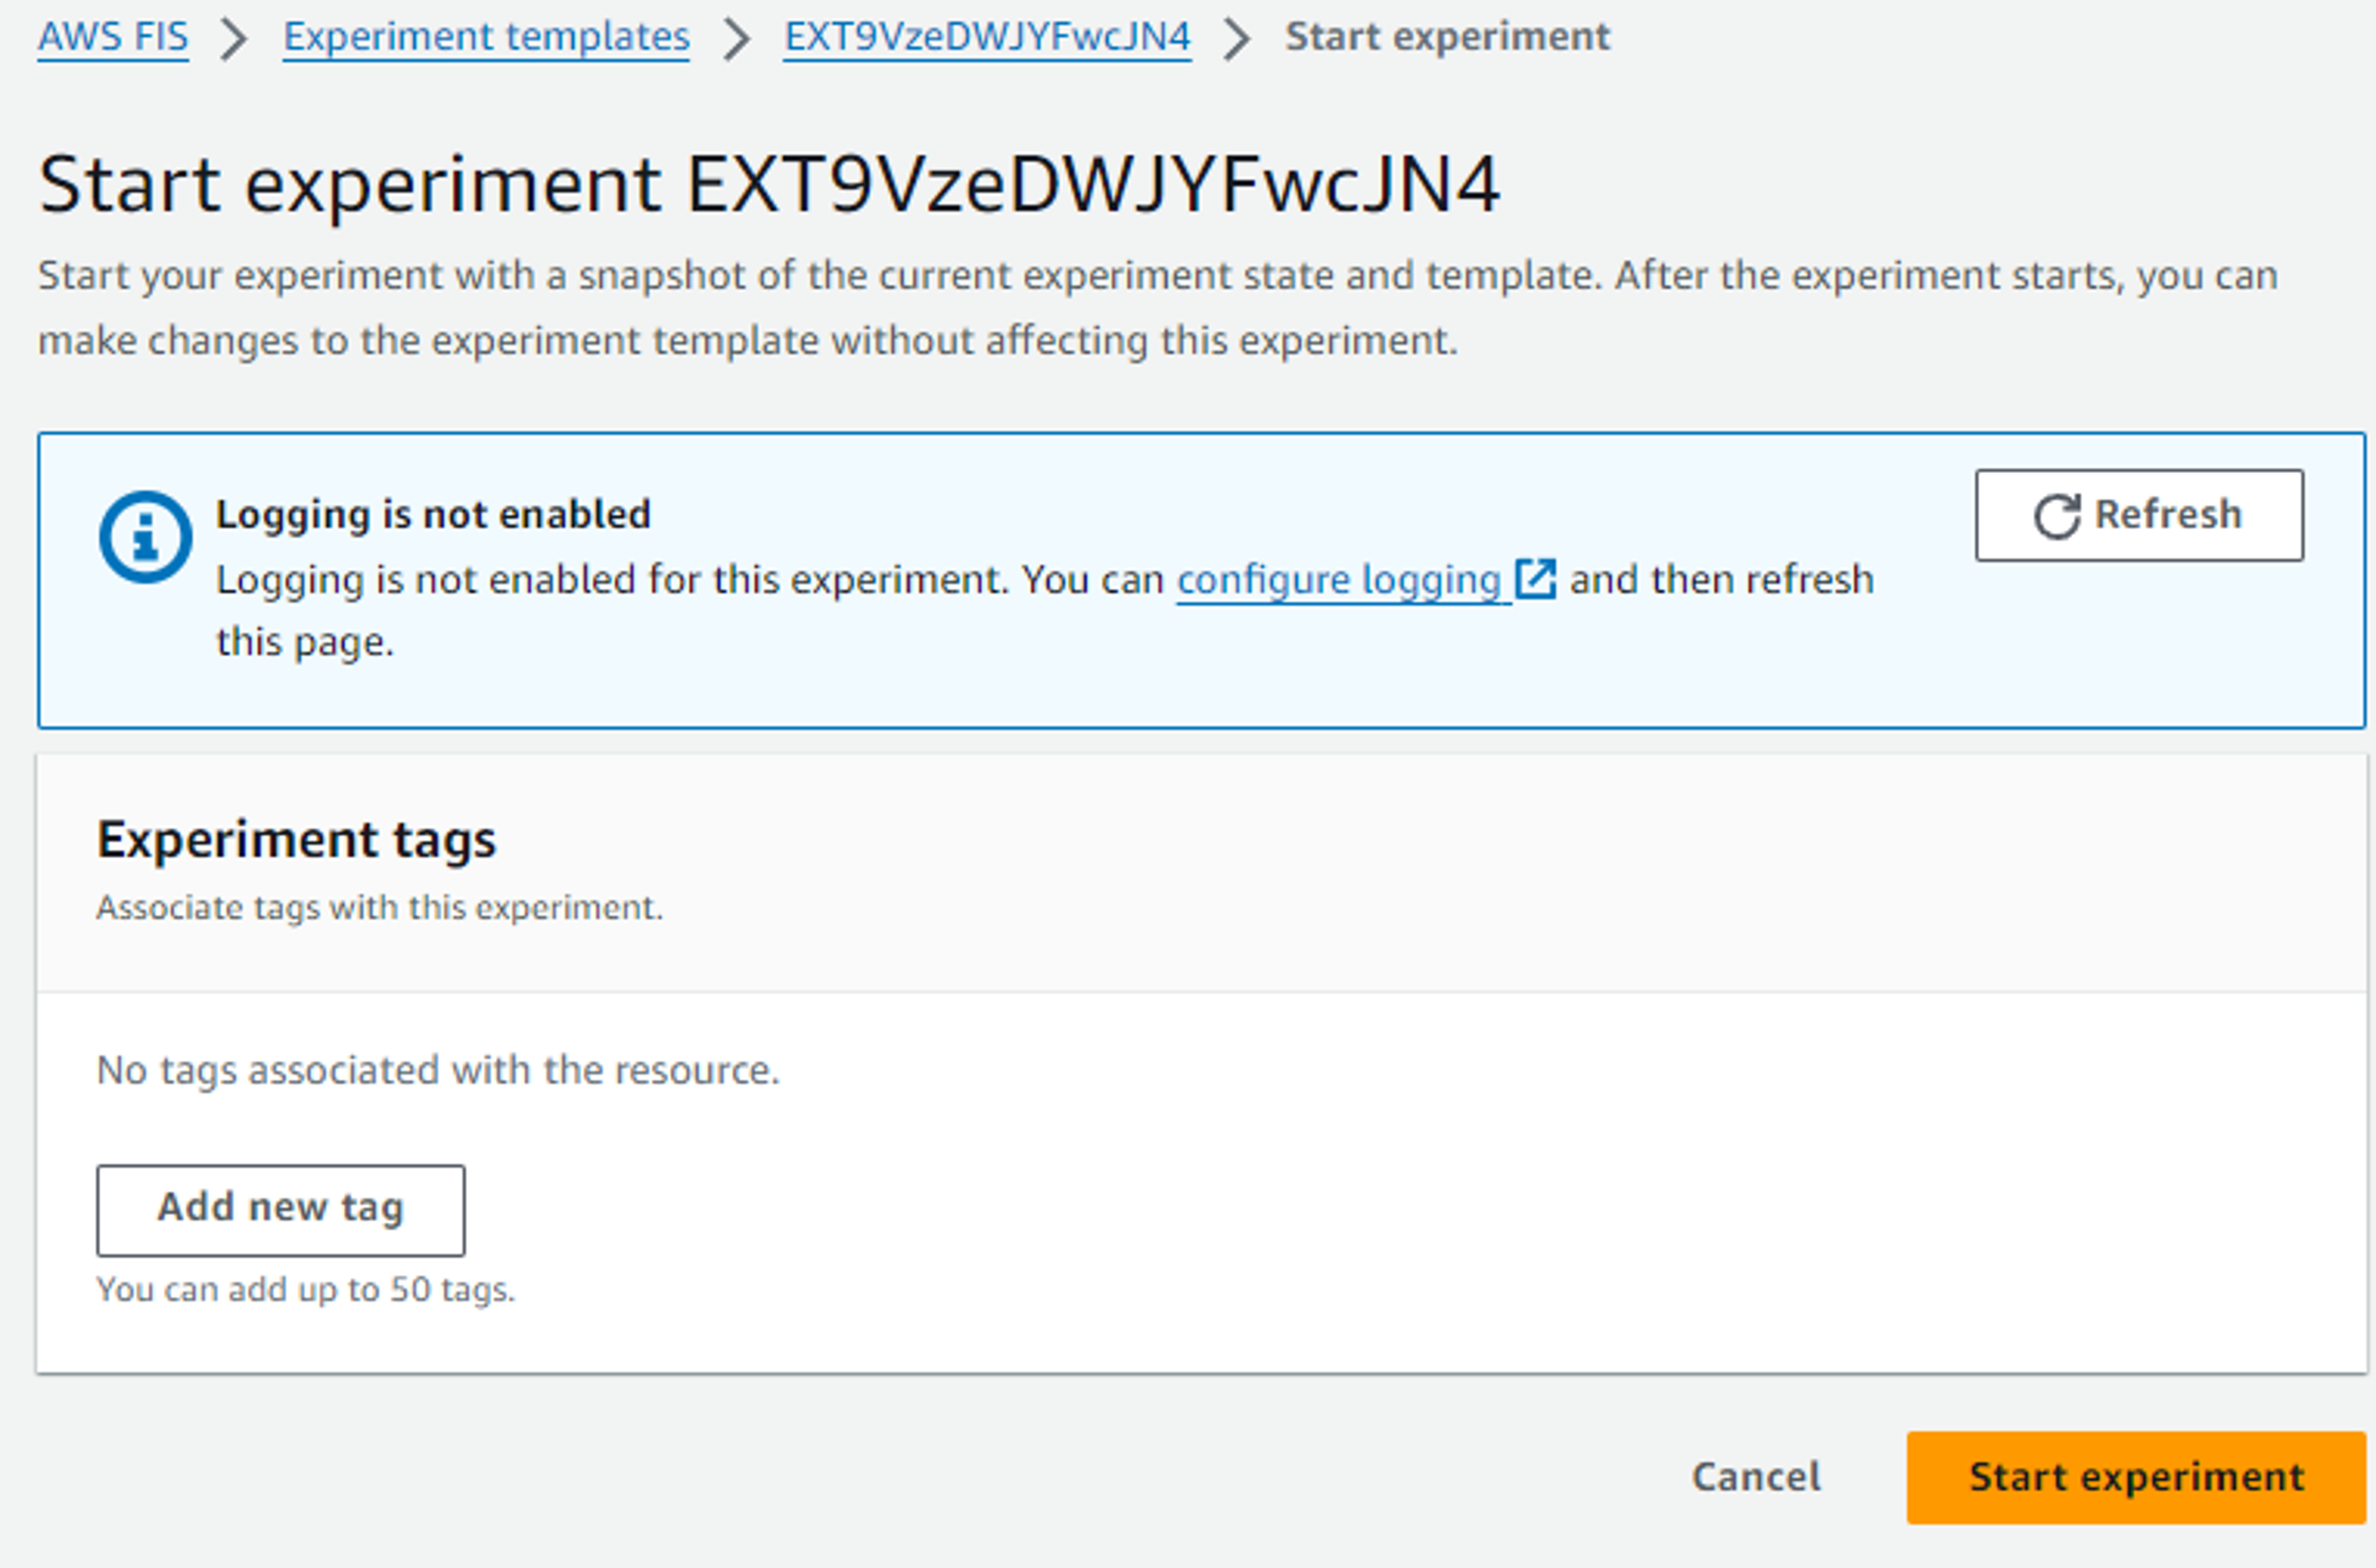 AWS FIS > Experiment templates > EXT9VzeDWJYFwcJN4 > Start experiment
Start experiment EXT9VzeDWJYFwcJN4
Start your experiment with a snapshot of the current experiment state and template. After the experiment starts, you can
make changes to the experiment template without affecting this experiment.
Logging is not enabled
Refresh
Logging is not enabled for this experiment. You can configure logging and then refresh
this page.
Experiment tags
Associate tags with this experiment.
No tags associated with the resource.
Add new tag
You can add up to 50 tags.
Cancel
Start experiment